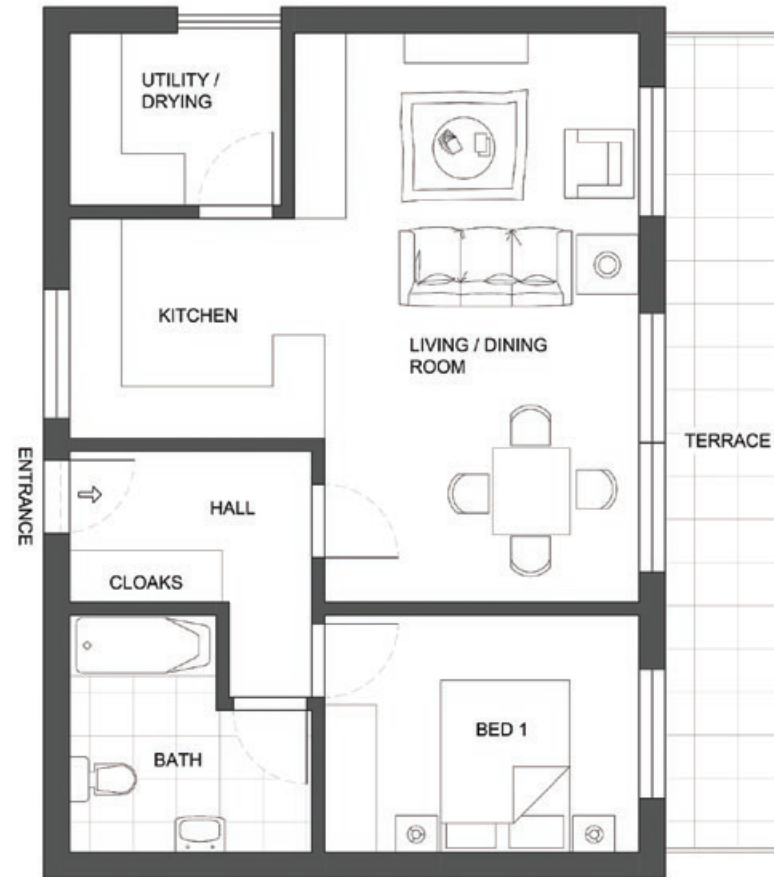 UTILITY /
DRYING
KITCHEN
LIVING / DINING
ROOM
TERRACE
ENTRANCE
HALL
CLOAKS
BATH
BED 1